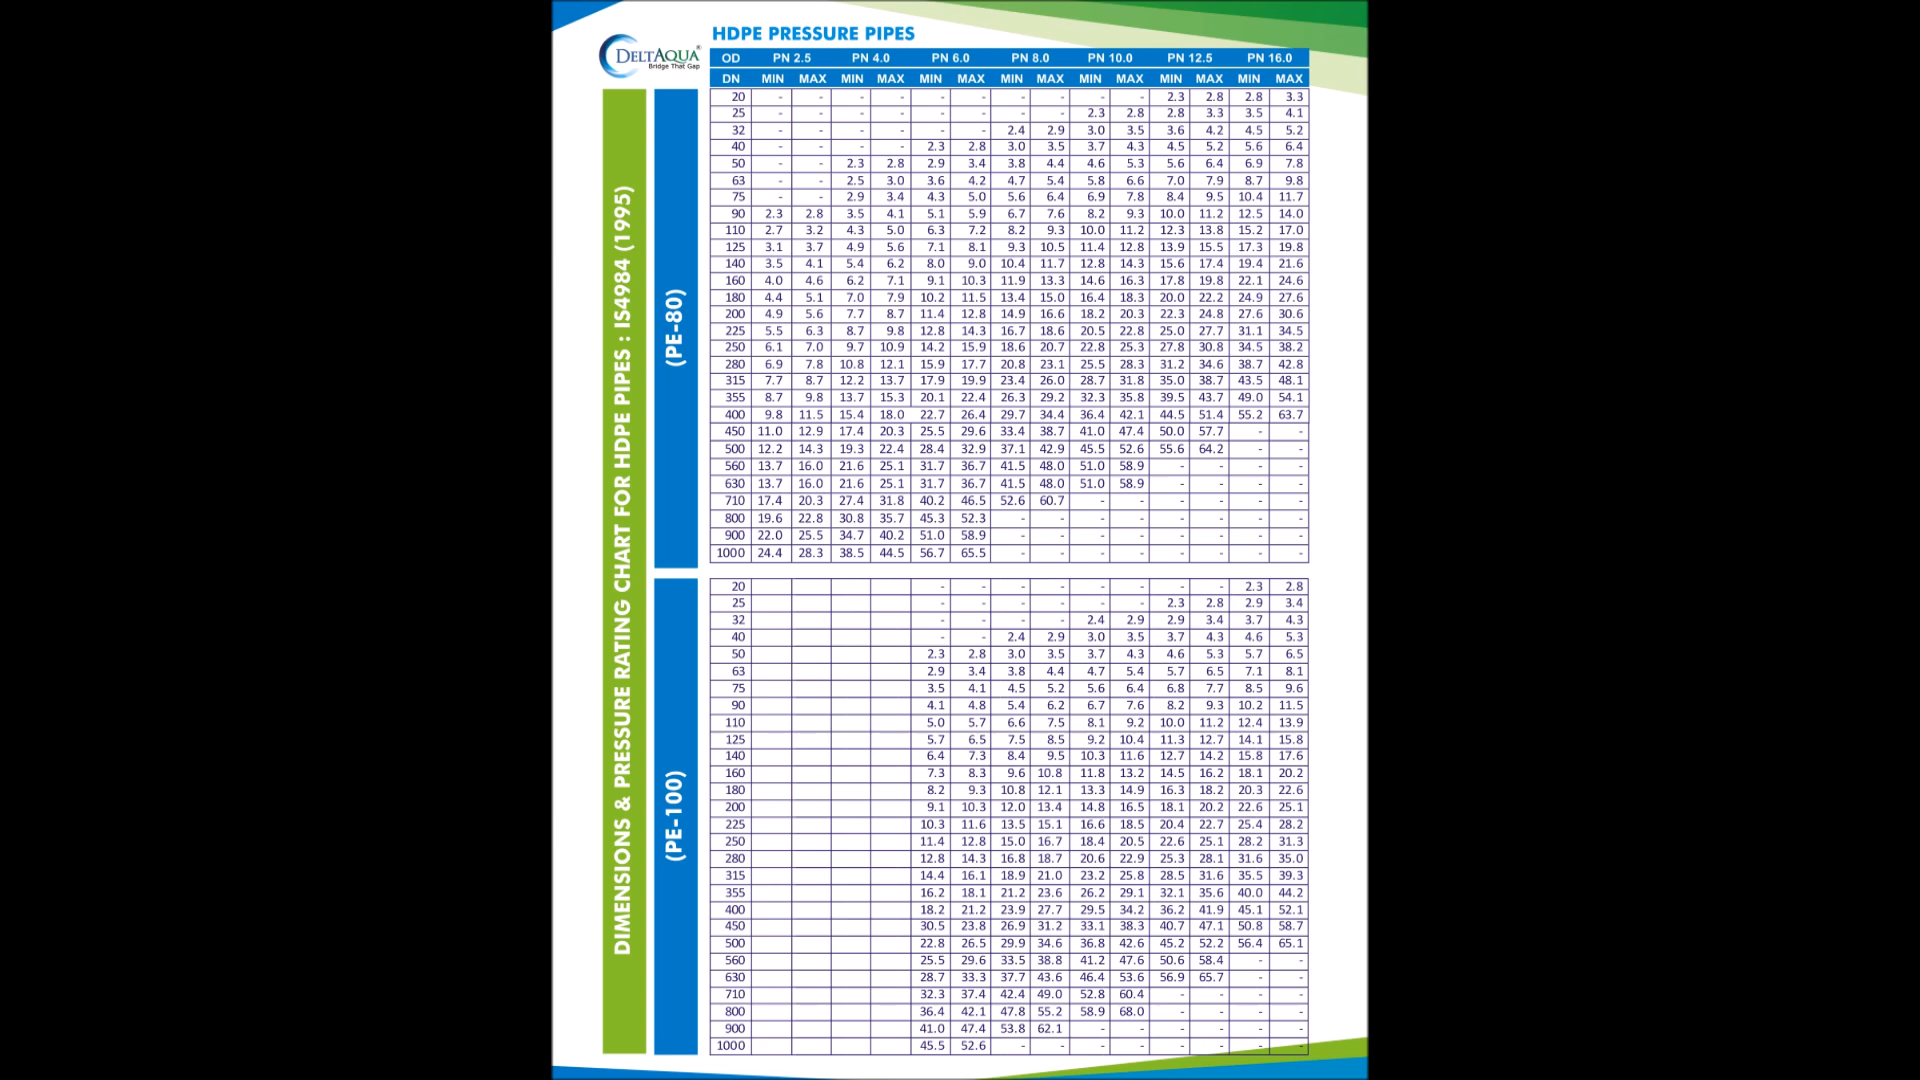 HDPE PRESSURE PIPES
DELTAQUA®
Bridge That Gap
DIMENSIONS & PRESSURE RATING CHART FOR HDPE PIPES : IS4984 (1995)
OD PN 2.5 PN 4.0 PN 6.0 PN 8.0 PN 10.0 PN 12.5 PN 16.0
DN MIN MAX MIN MAX MIN MAX MIN MAX MIN MAX MIN MAX MIN MAX
(PE-80)
20 - - - - - - - - - - 2.3 2.8 2.8 3.3
25 - - - - - - - - 2.3 2.8 2.8 3.3 3.5 4.1
32 - - - - - - 2.4 2.9 3.0 3.5 3.6 4.2 4.5 5.2
40 - - - - 2.3 2.8 3.0 3.5 3.7 4.3 4.5 5.2 5.6 6.4
50 - - 2.3 2.8 2.9 3.4 3.8 4.4 4.6 5.3 5.6 6.4 6.9 7.8
63 - - 2.5 3.0 3.6 4.2 4.7 5.4 5.8 6.6 7.0 7.9 8.7 9.8
75 - - 2.9 3.4 4.3 5.0 5.6 6.4 6.9 7.8 8.4 9.5 10.4 11.7
90 2.3 2.8 3.5 4.1 5.1 5.9 6.7 7.6 8.2 9.3 10.0 11.2 12.5 14.0
110 2.7 3.2 4.3 5.0 6.3 7.2 8.2 9.3 10.0 11.2 12.3 13.8 15.2 17.0
125 3.1 3.7 4.9 5.6 7.1 8.1 9.3 10.5 11.4 12.8 13.9 15.5 17.3 19.8
140 3.5 4.1 5.4 6.2 8.0 9.0 10.4 11.7 12.8 14.3 15.6 17.4 19.4 21.6
160 4.0 4.6 6.2 7.1 9.1 10.3 11.9 13.3 14.6 16.3 17.8 19.8 22.1 24.6
180 4.4 5.1 7.0 7.9 10.2 11.5 13.4 15.0 16.4 18.3 20.0 22.2 24.9 27.6
200 4.9 5.6 7.7 8.7 11.4 12.8 14.9 16.6 18.2 20.3 22.3 24.8 27.6 30.6
225 5.5 6.3 8.7 9.8 12.8 14.3 16.7 18.6 20.5 22.8 25.0 27.7 31.1 34.5
250 6.1 7.0 9.7 10.9 14.2 15.9 18.6 20.7 22.8 25.3 27.8 30.8 34.5 38.2
280 6.9 7.8 10.8 12.1 15.9 17.7 20.8 23.1 25.5 28.3 31.2 34.6 38.7 42.8
315 7.7 8.7 12.2 13.7 17.9 19.9 23.4 26.0 28.7 31.8 35.0 38.7 43.5 48.1
355 8.7 9.8 13.7 15.3 20.1 22.4 26.3 29.2 32.3 35.8 39.5 43.7 49.0 54.1
400 9.8 11.5 15.4 18.0 22.7 26.4 29.7 34.4 36.4 42.1 44.5 51.4 55.2 63.7
450 11.0 12.9 17.4 20.3 25.5 29.6 33.4 38.7 41.0 47.4 50.0 57.7 - -
500 12.2 14.3 19.3 22.4 28.4 32.9 37.1 42.9 45.5 52.6 55.6 64.2 - -
560 13.7 16.0 21.6 25.1 31.7 36.7 41.5 48.0 51.0 58.9 - - - -
630 13.7 16.0 21.6 25.1 31.7 36.7 41.5 48.0 51.0 58.9 - - - -
710 17.4 20.3 27.4 31.8 40.2 46.5 52.6 60.7 - - - - - -
800 19.6 22.8 30.8 35.7 45.3 52.3 - - - - - - - -
900 22.0 25.5 34.7 40.2 51.0 58.9 - - - - - - - -
1000 24.4 28.3 38.5 44.5 56.7 65.5 - - - - - - - -
(PE-100)
20 - - - - - - - - 2.3 2.8
25 - - - - - - 2.3 2.8 2.9 3.4
32 - - - - 2.4 2.9 2.9 3.4 3.7 4.3
40 - - 2.4 2.9 3.0 3.5 3.7 4.3 4.6 5.3
50 2.3 2.8 3.0 3.5 3.7 4.3 4.6 5.3 5.7 6.5
63 2.9 3.4 3.8 4.4 4.7 5.4 5.7 6.5 7.1 8.1
75 3.5 4.1 4.5 5.2 5.6 6.4 6.8 7.7 8.5 9.6
90 4.1 4.8 5.4 6.2 6.7 7.6 8.2 9.3 10.2 11.5
110 5.0 5.7 6.6 7.5 8.1 9.2 10.0 11.2 12.4 13.9
125 5.7 6.5 7.5 8.5 9.2 10.4 11.3 12.7 14.1 15.8
140 6.4 7.3 8.4 9.5 10.3 11.6 12.7 14.2 15.8 17.6
160 7.3 8.3 9.6 10.8 11.8 13.2 14.5 16.2 18.1 20.2
180 8.2 9.3 10.8 12.1 13.3 14.9 16.3 18.2 20.3 22.6
200 9.1 10.3 12.0 13.4 14.8 16.5 18.1 20.2 22.6 25.1
225 10.3 11.6 13.5 15.1 16.6 18.5 20.4 22.7 25.4 28.2
250 11.4 12.8 15.0 16.7 18.4 20.5 22.6 25.1 28.2 31.3
280 12.8 14.3 16.8 18.7 20.6 22.9 25.3 28.1 31.6 35.0
315 14.4 16.1 18.9 21.0 23.2 25.8 28.5 31.6 35.5 39.3
355 16.2 18.1 21.2 23.6 26.2 29.1 32.1 35.6 40.0 44.2
400 18.2 21.2 23.9 27.7 29.5 34.2 36.2 41.9 45.1 52.1
450 30.5 23.8 26.9 31.2 33.1 38.3 40.7 47.1 50.8 58.7
500 22.8 26.5 29.9 34.6 36.8 42.6 45.2 52.2 56.4 65.1
560 25.5 29.6 33.5 38.8 41.2 47.6 50.6 58.4 - -
630 28.7 33.3 37.7 43.6 46.4 53.6 56.9 65.7 - -
710 32.3 37.4 42.4 49.0 52.8 60.4 - - - -
800 36.4 42.1 47.8 55.2 58.9 68.0 - - - -
900 41.0 47.4 53.8 62.1 - - - - - -
1000 45.5 52.6 - - - - - - - -